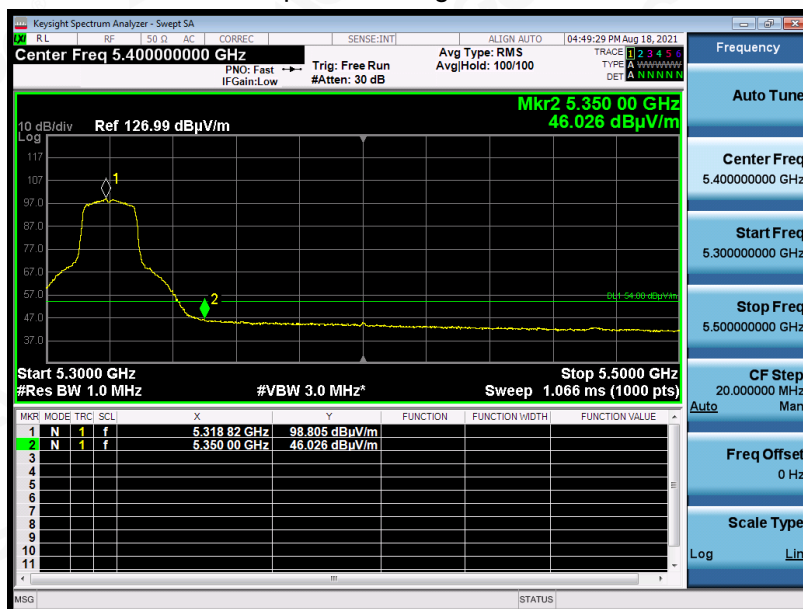 Keysight Spectrum Analyzer - Swept SA
LXI RL RF 50 Ω AC CORREC SENSE:INT ALIGN AUTO 04:49:29 PM Aug 18, 2021
Center Freq 5.400000000 GHz
PNO: Fast
IFGain:Low
Trig: Free Run
#Atten: 30 dB
Avg Type: RMS
Avg|Hold: 100/100
TRACE 1 2 3 4 5 6
TYPE A WWWWW
DET A N N N N N
Mkr2 5.350 00 GHz
46.026 dBµV/m
10 dB/div Ref 126.99 dBµV/m
Log
117
107
97.0
87.0
77.0
67.0
57.0
47.0
37.0
1
2
DL1 54.00 dBµV/m
Start 5.3000 GHz Stop 5.5000 GHz
#Res BW 1.0 MHz #VBW 3.0 MHz* Sweep 1.066 ms (1000 pts)
MKR MODE TRC SCL X Y FUNCTION FUNCTION WIDTH FUNCTION VALUE
1 N 1 f 5.318 82 GHz 98.805 dBµV/m
2 N 1 f 5.350 00 GHz 46.026 dBµV/m
3
4
5
6
7
8
9
10
11
MSG STATUS
Frequency
Auto Tune
Center Freq
5.400000000 GHz
Start Freq
5.300000000 GHz
Stop Freq
5.500000000 GHz
CF Step
20.000000 MHz
Auto Man
Freq Offset
0 Hz
Scale Type
Log Lin